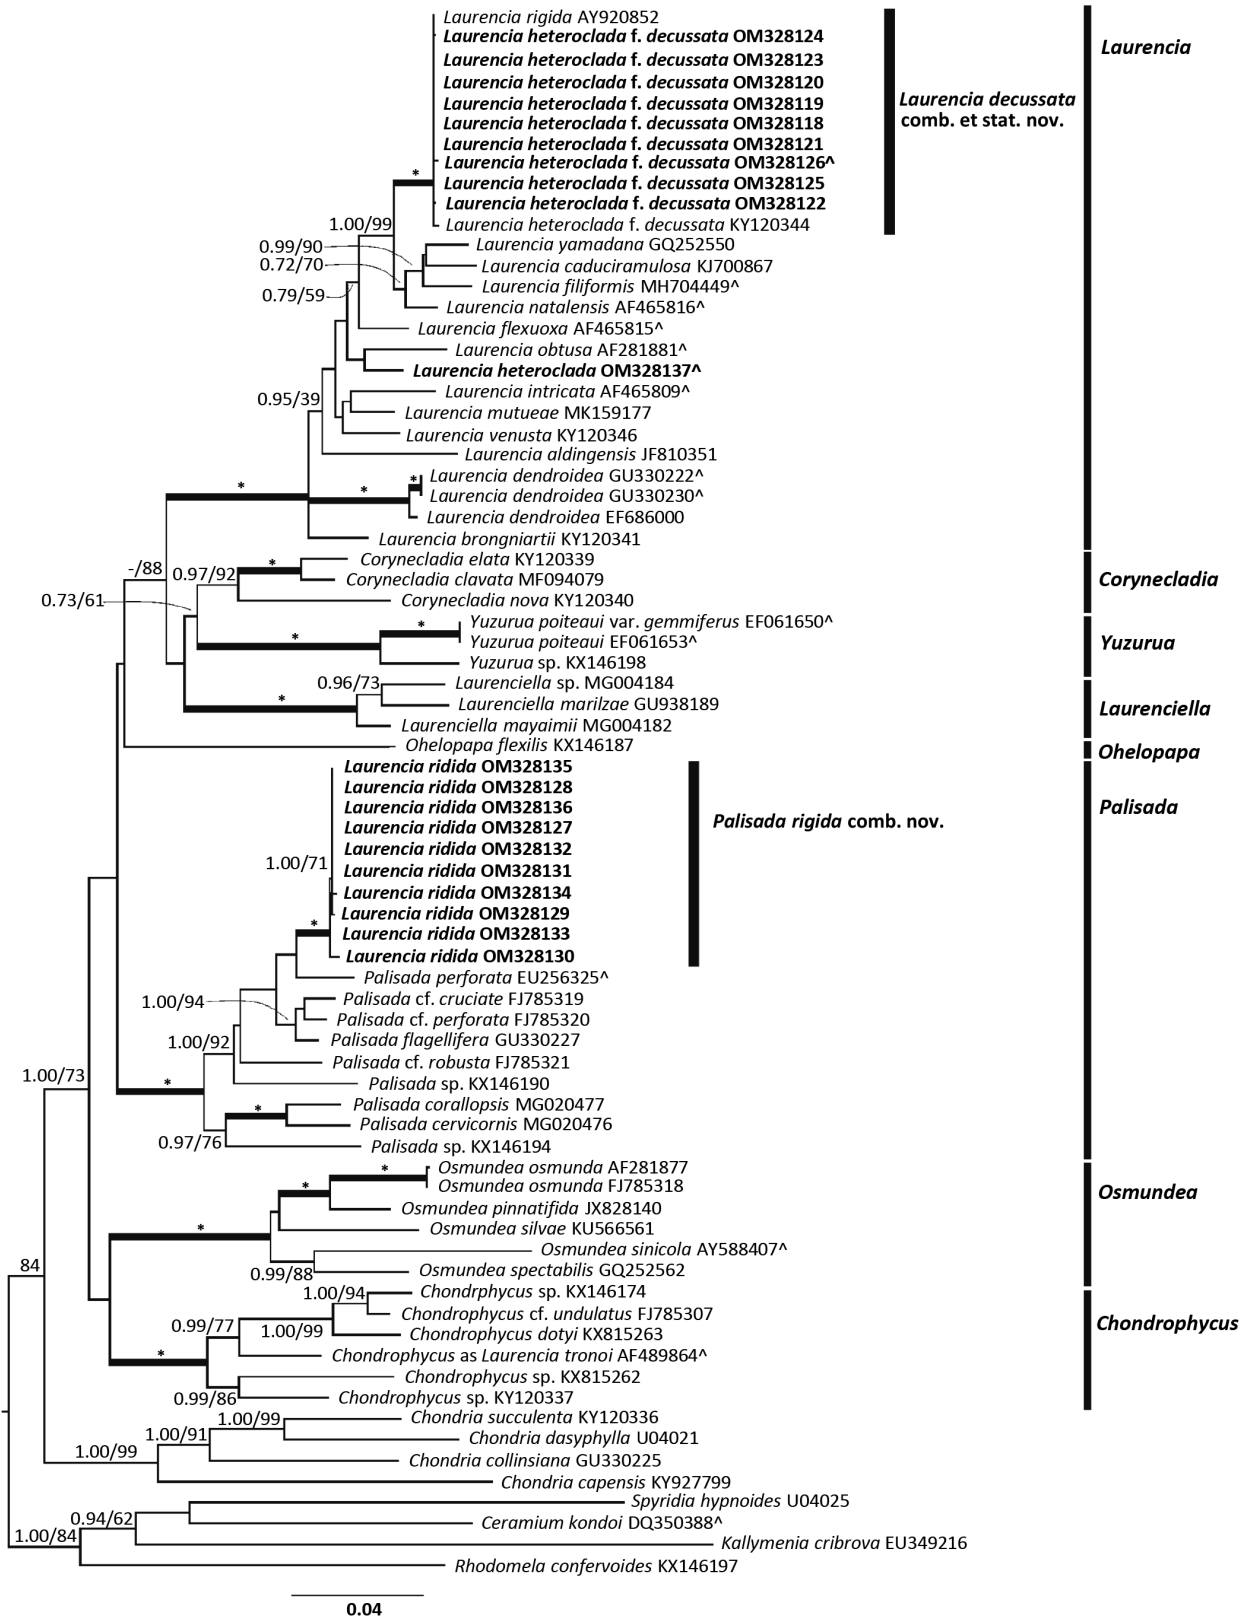 Laurencia rigida AY920852
Laurencia heteroclada f. decussata OM328124
Laurencia
Laurencia heteroclada f. decussata OM328123
Laurencia heteroclada f. decussata OM328120
Laurencia heteroclada f. decussata OM328119
Laurencia decussata
comb. et stat. nov.
Laurencia heteroclada f. decussata OM328118
Laurencia heteroclada f. decussata OM328121
Laurencia heteroclada f. decussata OM328126^
*
Laurencia heteroclada f. decussata OM328125
Laurencia heteroclada f. decussata OM328122
1.00/99
Laurencia heteroclada f. decussata KY120344
0.99/90
Laurencia yamadana GQ252550
0.72/70
Laurencia caduciramulosa KJ700867
Laurencia filiformis MH704449^
0.79/59
Laurencia natalensis AF465816^
Laurencia flexuoxa AF465815^
Laurencia obtusa AF281881^
Laurencia heteroclada OM328137^
Laurencia intricata AF465809^
0.95/39
Laurencia mutueae MK159177
Laurencia venusta KY120346
Laurencia aldingensis JF810351
*
Laurencia dendroidea GU330222^
*
*
Laurencia dendroidea GU330230^
Laurencia dendroidea EF686000
Laurencia brongniartii KY120341
Corynecladia elata KY120339
-/88
0.97/92
*
Corynecladia clavata MF094079
Corynecladia
0.73/61
Corynecladia nova KY120340
*
Yuzurua poiteaui var. gemmiferus EF061650^
*
Yuzurua poiteaui EF061653^
Yuzurua
Yuzurua sp. KX146198
0.96/73
Laurenciella sp. MG004184
*
Laurenciella marilzae GU938189
Laurenciella
Laurenciella mayaimii MG004182
Ohelopapa flexilis KX146187
Ohelopapa
Laurencia ridida OM328135
Laurencia ridida OM328128
Laurencia ridida OM328136
Palisada
Laurencia ridida OM328127
Palisada rigida comb. nov.
Laurencia ridida OM328132
1.00/71
Laurencia ridida OM328131
Laurencia ridida OM328134
Laurencia ridida OM328129
*
Laurencia ridida OM328133
Laurencia ridida OM328130
Palisada perforata EU256325^
1.00/94
Palisada cf. cruciate FJ785319
Palisada cf. perforata FJ785320
1.00/92
Palisada flagellifera GU330227
Palisada cf. robusta FJ785321
1.00/73
*
Palisada sp. KX146190
*
Palisada corallopsis MG020477
Palisada cervicornis MG020476
0.97/76
Palisada sp. KX146194
*
Osmundea osmunda AF281877
*
Osmundea osmunda FJ785318
Osmundea
Osmundea pinnatifida JX828140
*
Osmundea silvae KU566561
Osmundea sinicola AY588407^
84
0.99/88
Osmundea spectabilis GQ252562
1.00/94
Chondrphycus sp. KX146174
Chondrophycus cf. undulatus FJ785307
Chondrophycus
0.99/77
1.00/99
Chondrophycus dotyi KX815263
*
Chondrophycus as Laurencia tronoi AF489864^
Chondrophycus sp. KX815262
0.99/86
Chondrophycus sp. KY120337
1.00/99
Chondria succulenta KY120336
1.00/91
Chondria dasyphylla U04021
1.00/99
Chondria collinsiana GU330225
Chondria capensis KY927799
Spyridia hypnoides U04025
0.94/62
Ceramium kondoi DQ350388^
1.00/84
Kallymenia cribrova EU349216
Rhodomela confervoides KX146197
0.04